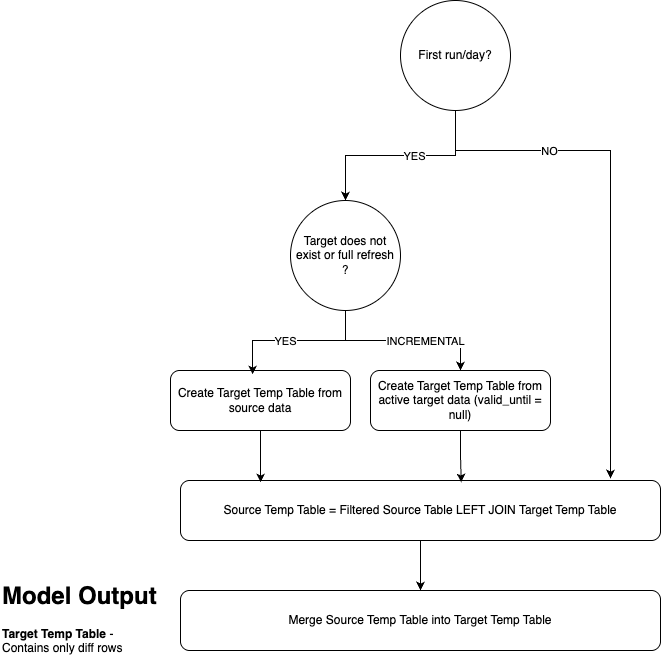 First run/day?
YES
NO
Target does not
exist or full refresh
?
YES
INCREMENTAL
Create Target Temp Table from
source data
Create Target Temp Table from
active target data (valid_until =
null)
Source Temp Table = Filtered Source Table LEFT JOIN Target Temp Table
Model Output
Merge Source Temp Table into Target Temp Table
Target Temp Table -
Contains only diff rows